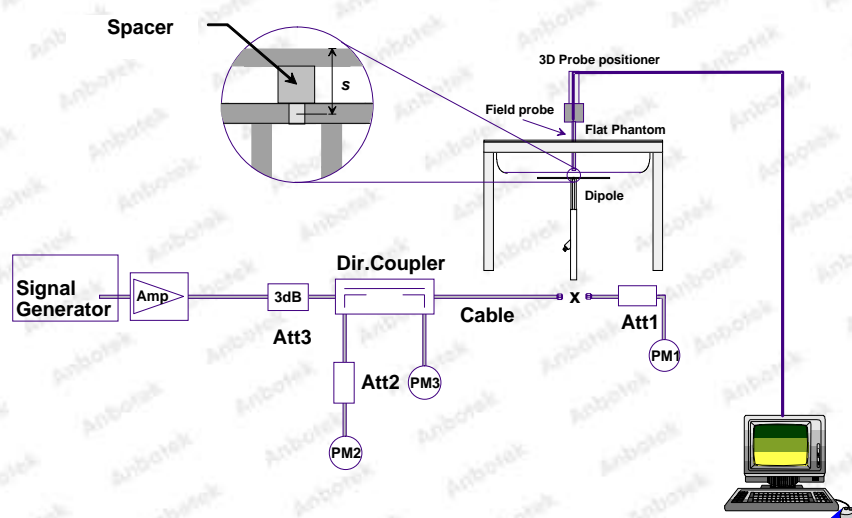 Spacer
s
3D Probe positioner
Field probe
Flat Phantom
Dipole
Signal
Generator
Amp
3dB
Att3
Dir.Coupler
Cable
x
Att1
PM1
Att2
PM3
PM2
Anbotek